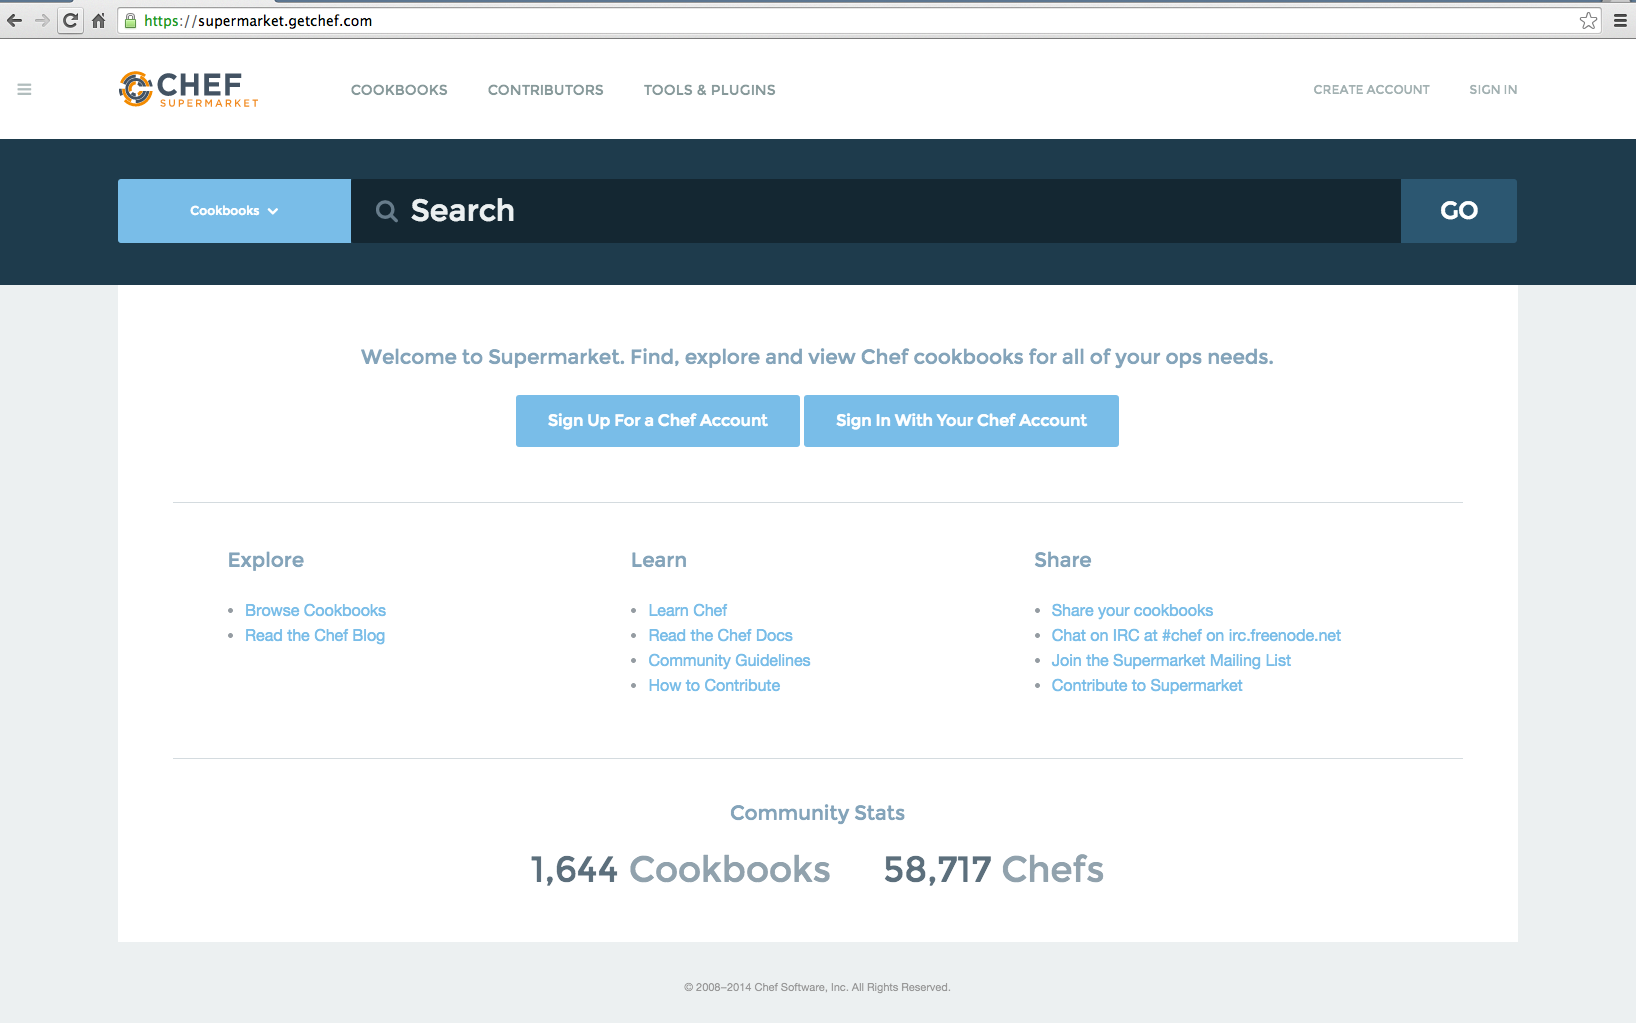 https://supermarket.getchef.com
CHEF
SUPERMARKET
COOKBOOKS CONTRIBUTORS TOOLS & PLUGINS CREATE ACCOUNT SIGN IN
Cookbooks Search GO
Welcome to Supermarket. Find, explore and view Chef cookbooks for all of your ops needs.
Sign Up For a Chef Account Sign In With Your Chef Account
Explore
Browse Cookbooks
Read the Chef Blog
Learn
Learn Chef
Read the Chef Docs
Community Guidelines
How to Contribute
Share
Share your cookbooks
Chat on IRC at #chef on irc.freenode.net
Join the Supermarket Mailing List
Contribute to Supermarket
Community Stats
1,644 Cookbooks 58,717 Chefs
© 2008–2014 Chef Software, Inc. All Rights Reserved.